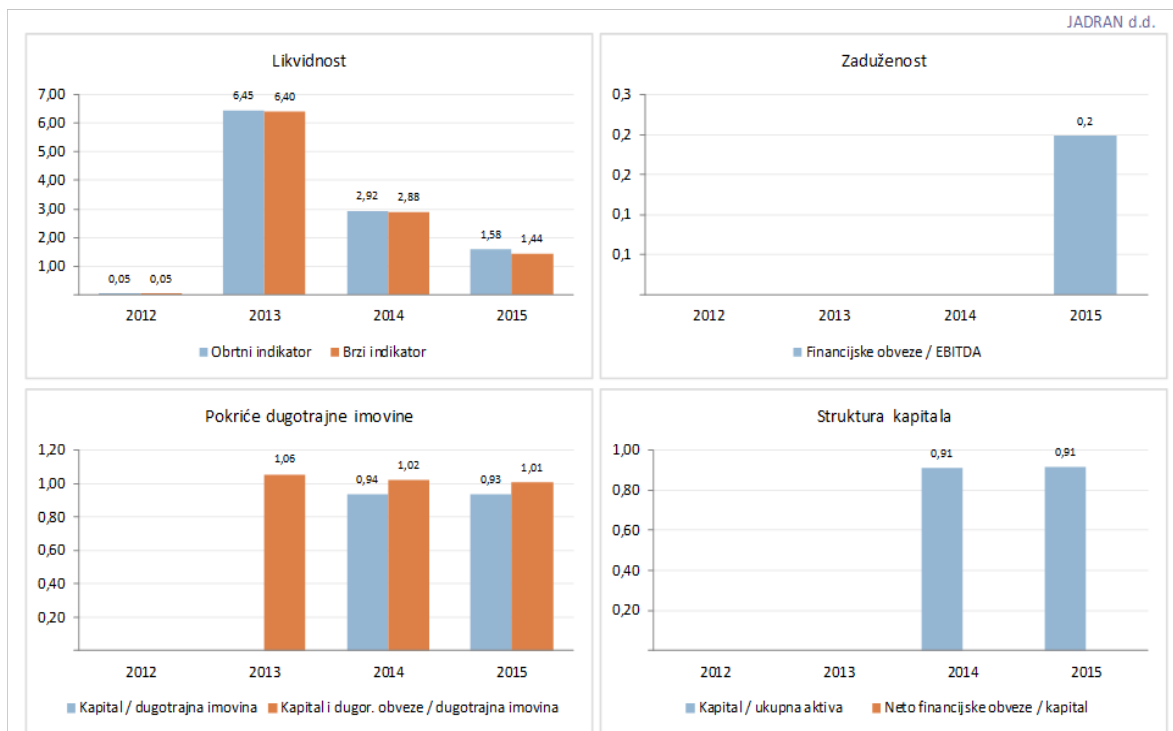 JADRAN d.d.
Likvidnost
7,00
6,00
5,00
4,00
3,00
2,00
1,00
0,05 0,05
6,45 6,40
2,92 2,88
1,58 1,44
2012 2013 2014 2015
Obrtni indikator Brzi indikator
Zaduženost
0,3
0,2
0,2
0,1
0,1
0,2
2012 2013 2014 2015
Financijske obveze / EBITDA
Pokriće dugotrajne imovine
1,20
1,00
0,80
0,60
0,40
0,20
1,06
0,94 1,02
0,93 1,01
2012 2013 2014 2015
Kapital / dugotrajna imovina Kapital i dugor. obveze / dugotrajna imovina
Struktura kapitala
1,00
0,80
0,60
0,40
0,20
0,91 0,91
2012 2013 2014 2015
Kapital / ukupna aktiva Neto financijske obveze / kapital